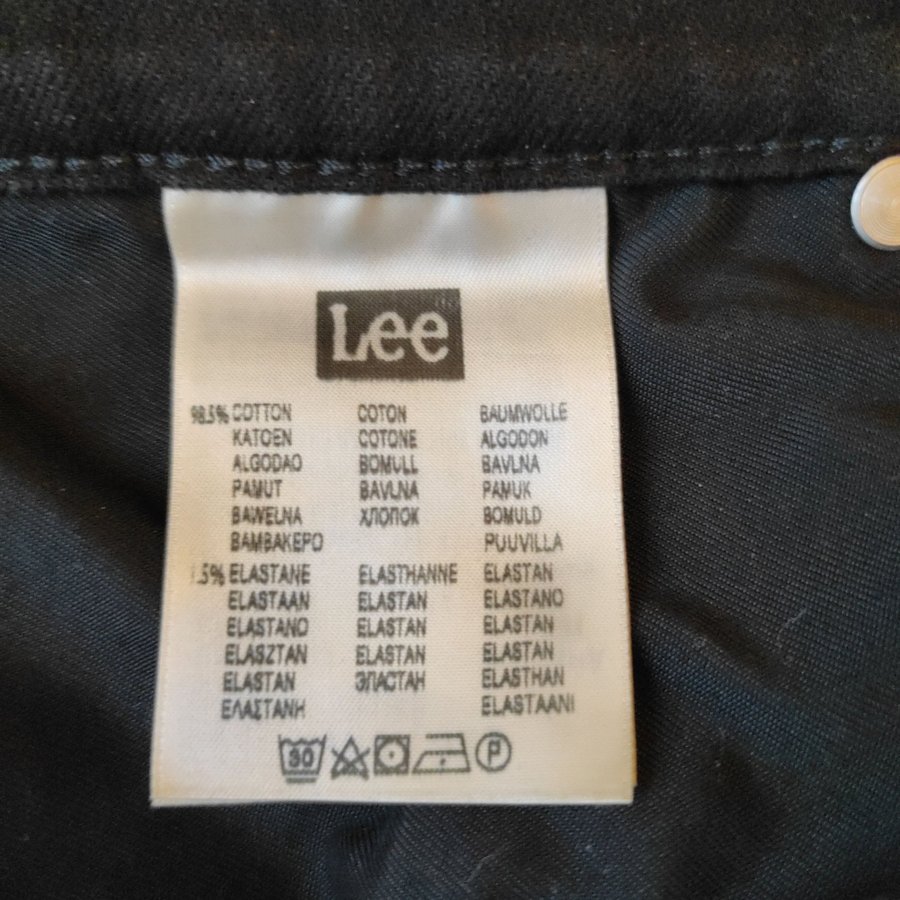 Lee
98.5% COTTON COTON BAUMWOLLE
KATOEN COTONE ALGODON
ALGODAO BOMULL BAVLNA
PAMUT BAVLNA PAMUK
BAWELNA ХЛОПОК BOMULD
ΒΑΜΒΑΚΕΡΟ PUUVILLA
1.5% ELASTANE ELASTHANNE ELASTAN
ELASTAAN ELASTAN ELASTANO
ELASTANO ELASTAN ELASTAN
ELASZTAN ELASTAN ELASTAN
ELASTAN ЭЛАСТАН ELASTHAN
ΕΛΑΣΤΑΝΗ ELASTAANI
30 P